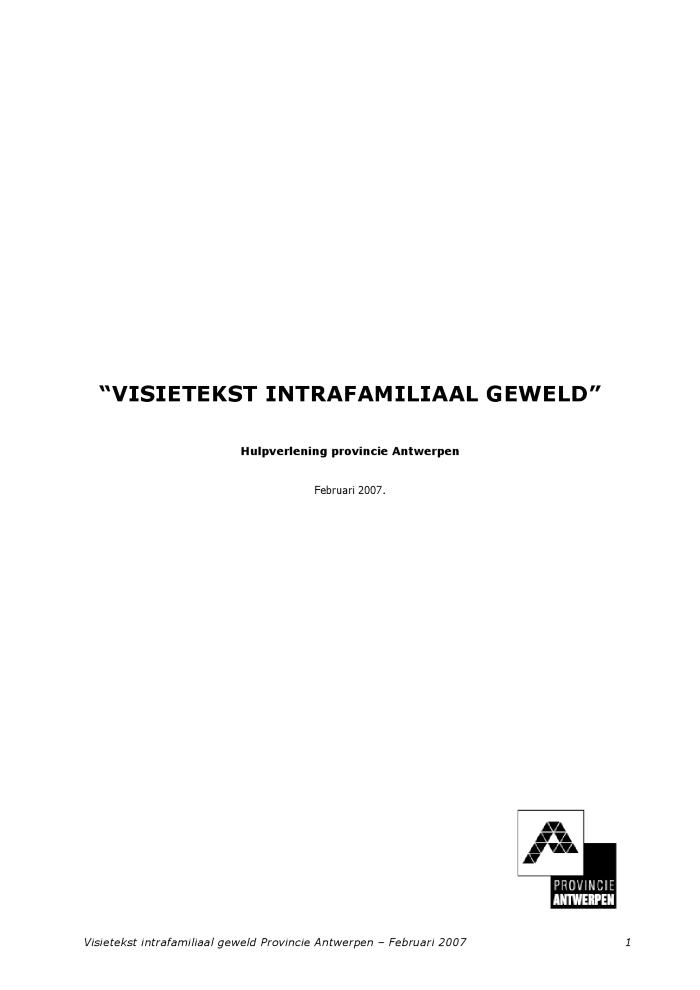 “VISIETEKST INTRAFAMILIAAL GEWELD”
Hulpverlening provincie Antwerpen
Februari 2007.
PROVINCIE
ANTWERPEN
Visietekst intrafamiliaal geweld Provincie Antwerpen – Februari 2007 1